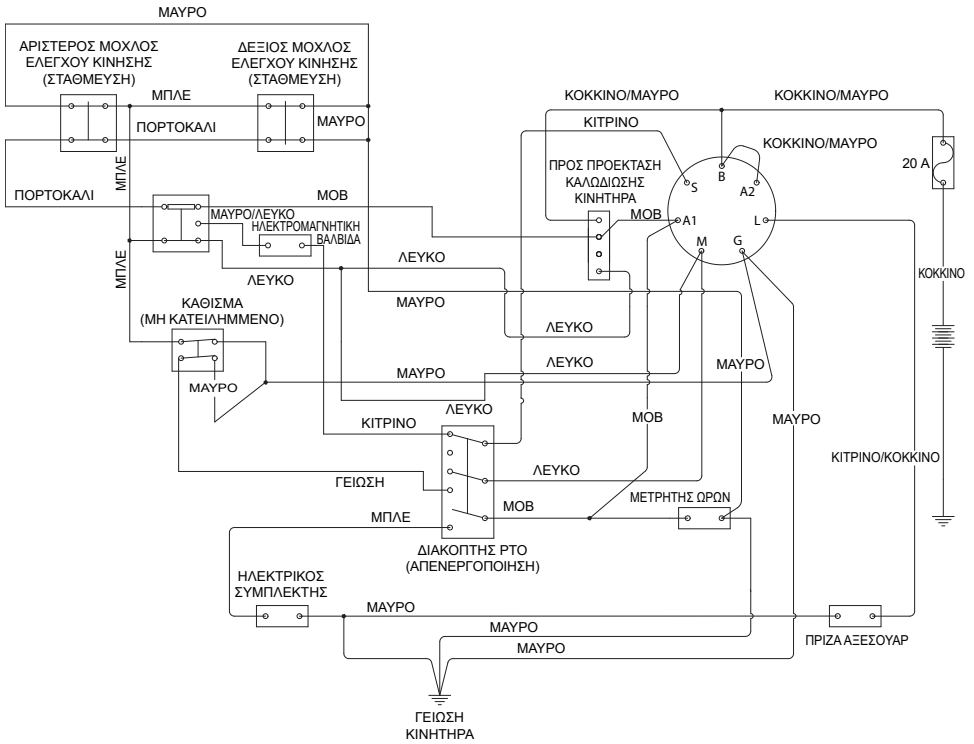 ΜΑΥΡΟ
ΑΡΙΣΤΕΡΟΣ ΜΟΧΛΟΣ
ΕΛΕΓΧΟΥ ΚΙΝΗΣΗΣ
(ΣΤΑΘΜΕΥΣΗ)
ΔΕΞΙΟΣ ΜΟΧΛΟΣ
ΕΛΕΓΧΟΥ ΚΙΝΗΣΗΣ
(ΣΤΑΘΜΕΥΣΗ)
ΜΠΛΕ
ΜΑΥΡΟ
ΠΟΡΤΟΚΑΛΙ
ΜΠΛΕ
ΚΟΚΚΙΝΟ/ΜΑΥΡΟ
ΚΟΚΚΙΝΟ/ΜΑΥΡΟ
ΚΙΤΡΙΝΟ
ΚΟΚΚΙΝΟ/ΜΑΥΡΟ
20 A
ΠΡΟΣ ΠΡΟΕΚΤΑΣΗ
ΚΑΛΩΔΙΩΣΗΣ
ΚΙΝΗΤΗΡΑ
B
S
A2
A1
L
M
G
ΠΟΡΤΟΚΑΛΙ
ΜΟΒ
ΜΟΒ
ΜΑΥΡΟ/ΛΕΥΚΟ
ΗΛΕΚΤΡΟΜΑΓΝΗΤΙΚΗ
ΒΑΛΒΙΔΑ
ΜΠΛΕ
ΛΕΥΚΟ
ΛΕΥΚΟ
ΚΟΚΚΙΝΟ
ΚΑΘΙΣΜΑ
(ΜΗ ΚΑΤΕΙΛΗΜΜΕΝΟ)
ΜΑΥΡΟ
ΛΕΥΚΟ
ΛΕΥΚΟ
ΜΑΥΡΟ
ΜΑΥΡΟ
ΜΑΥΡΟ
ΛΕΥΚΟ
ΜΟΒ
ΜΑΥΡΟ
ΚΙΤΡΙΝΟ
ΚΙΤΡΙΝΟ/ΚΟΚΚΙΝΟ
ΓΕΙΩΣΗ
ΛΕΥΚΟ
ΜΟΒ
ΜΕΤΡΗΤΗΣ ΩΡΩΝ
ΜΠΛΕ
ΔΙΑΚΟΠΤΗΣ PTO
(ΑΠΕΝΕΡΓΟΠΟΙΗΣΗ)
ΗΛΕΚΤΡΙΚΟΣ
ΣΥΜΠΛΕΚΤΗΣ
ΜΑΥΡΟ
ΜΑΥΡΟ
ΜΑΥΡΟ
ΠΡΙΖΑ ΑΞΕΣΟΥΑΡ
ΓΕΙΩΣΗ
ΚΙΝΗΤΗΡΑ